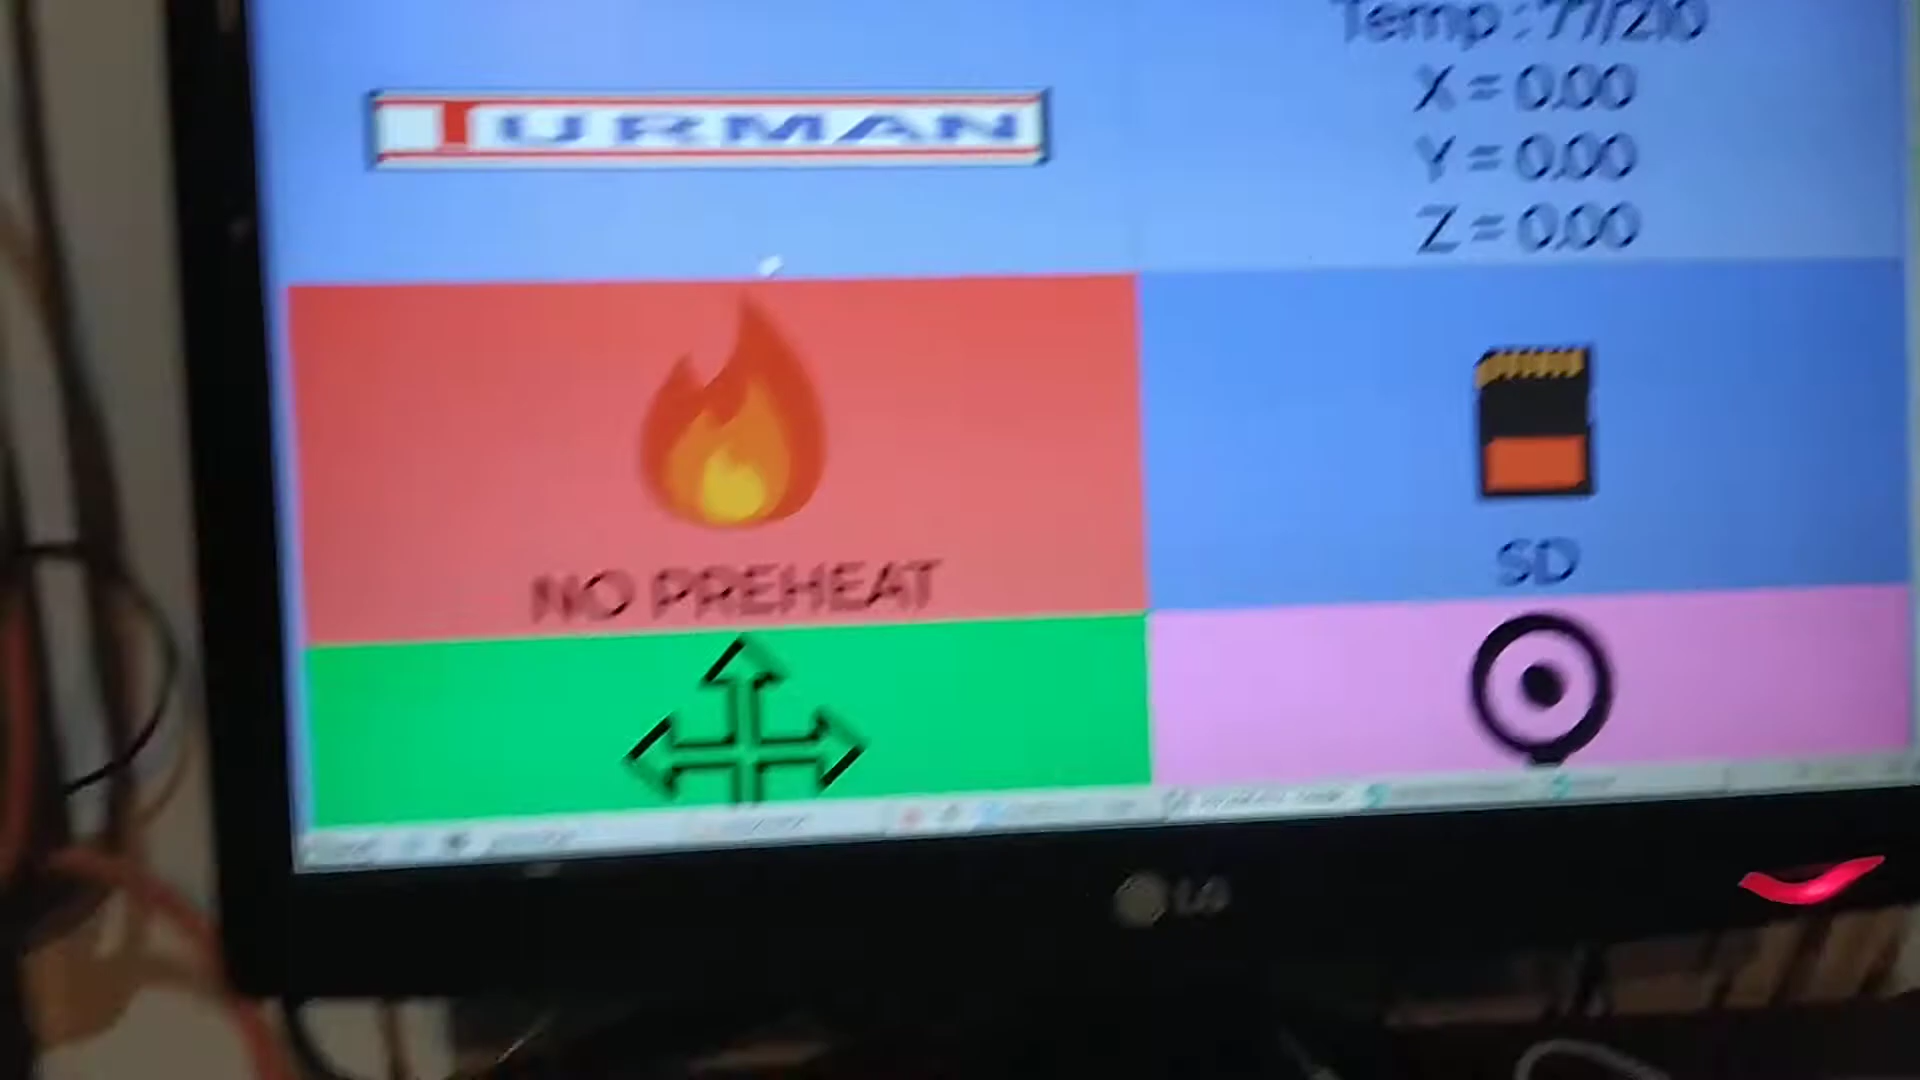 Temp : 77/210
TURMAN
X = 0.00
Y = 0.00
Z = 0.00
NO PREHEAT
SD
LG